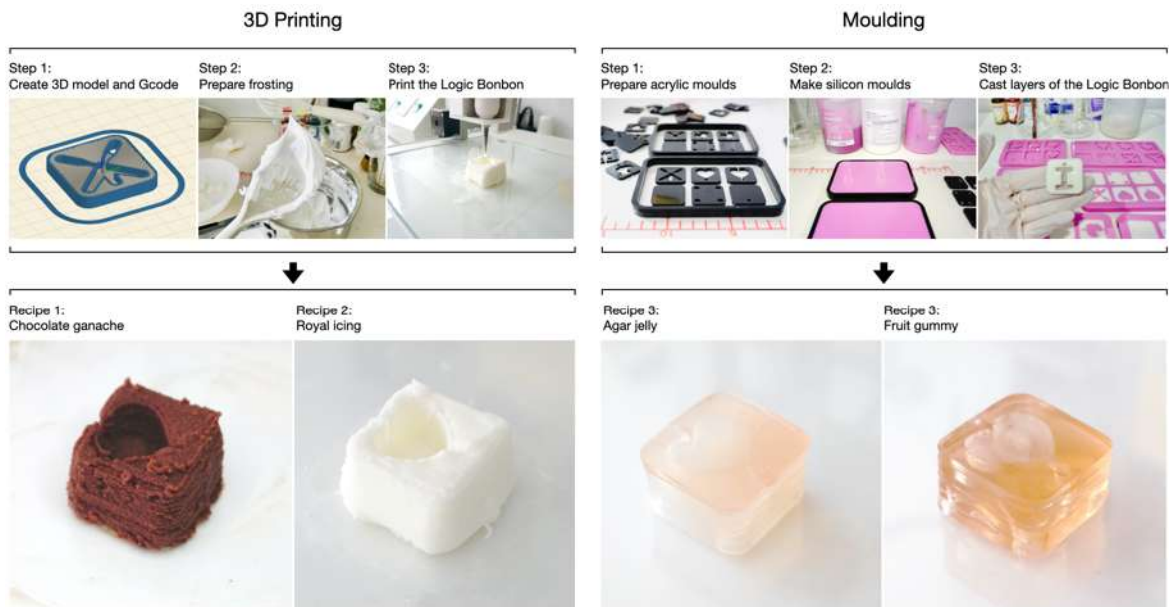 3D Printing
Moulding
Step 1:
Create 3D model and Gcode
Step 2:
Prepare frosting
Step 3:
Print the Logic Bonbon
Step 1:
Prepare acrylic moulds
Step 2:
Make silicon moulds
Step 3:
Cast layers of the Logic Bonbon
Recipe 1:
Chocolate ganache
Recipe 2:
Royal icing
Recipe 3:
Agar jelly
Recipe 3:
Fruit gummy